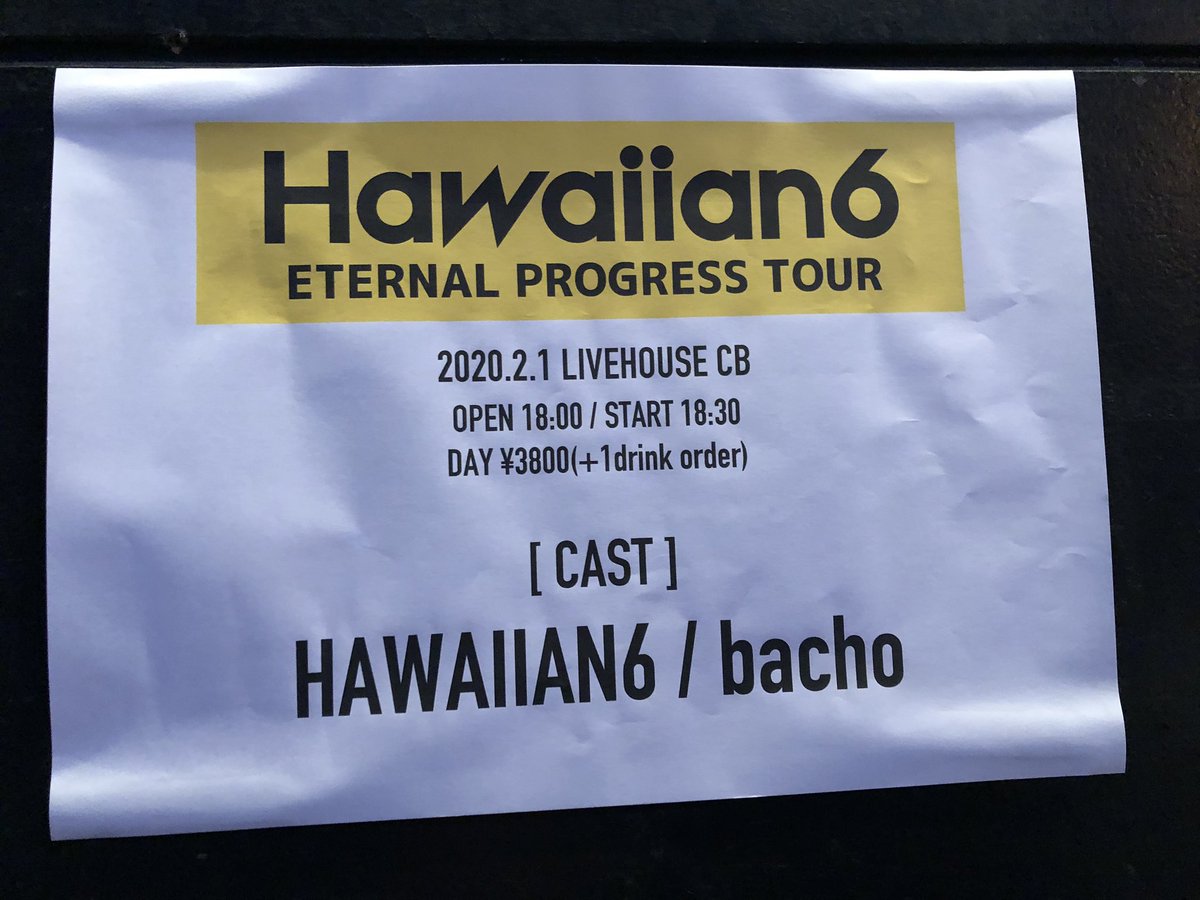 Hawaiian6
ETERNAL PROGRESS TOUR
2020.2.1 LIVEHOUSE CB
OPEN 18:00 / START 18:30
DAY ¥3800(+1drink order)
[ CAST ]
HAWAIIAN6 / bacho